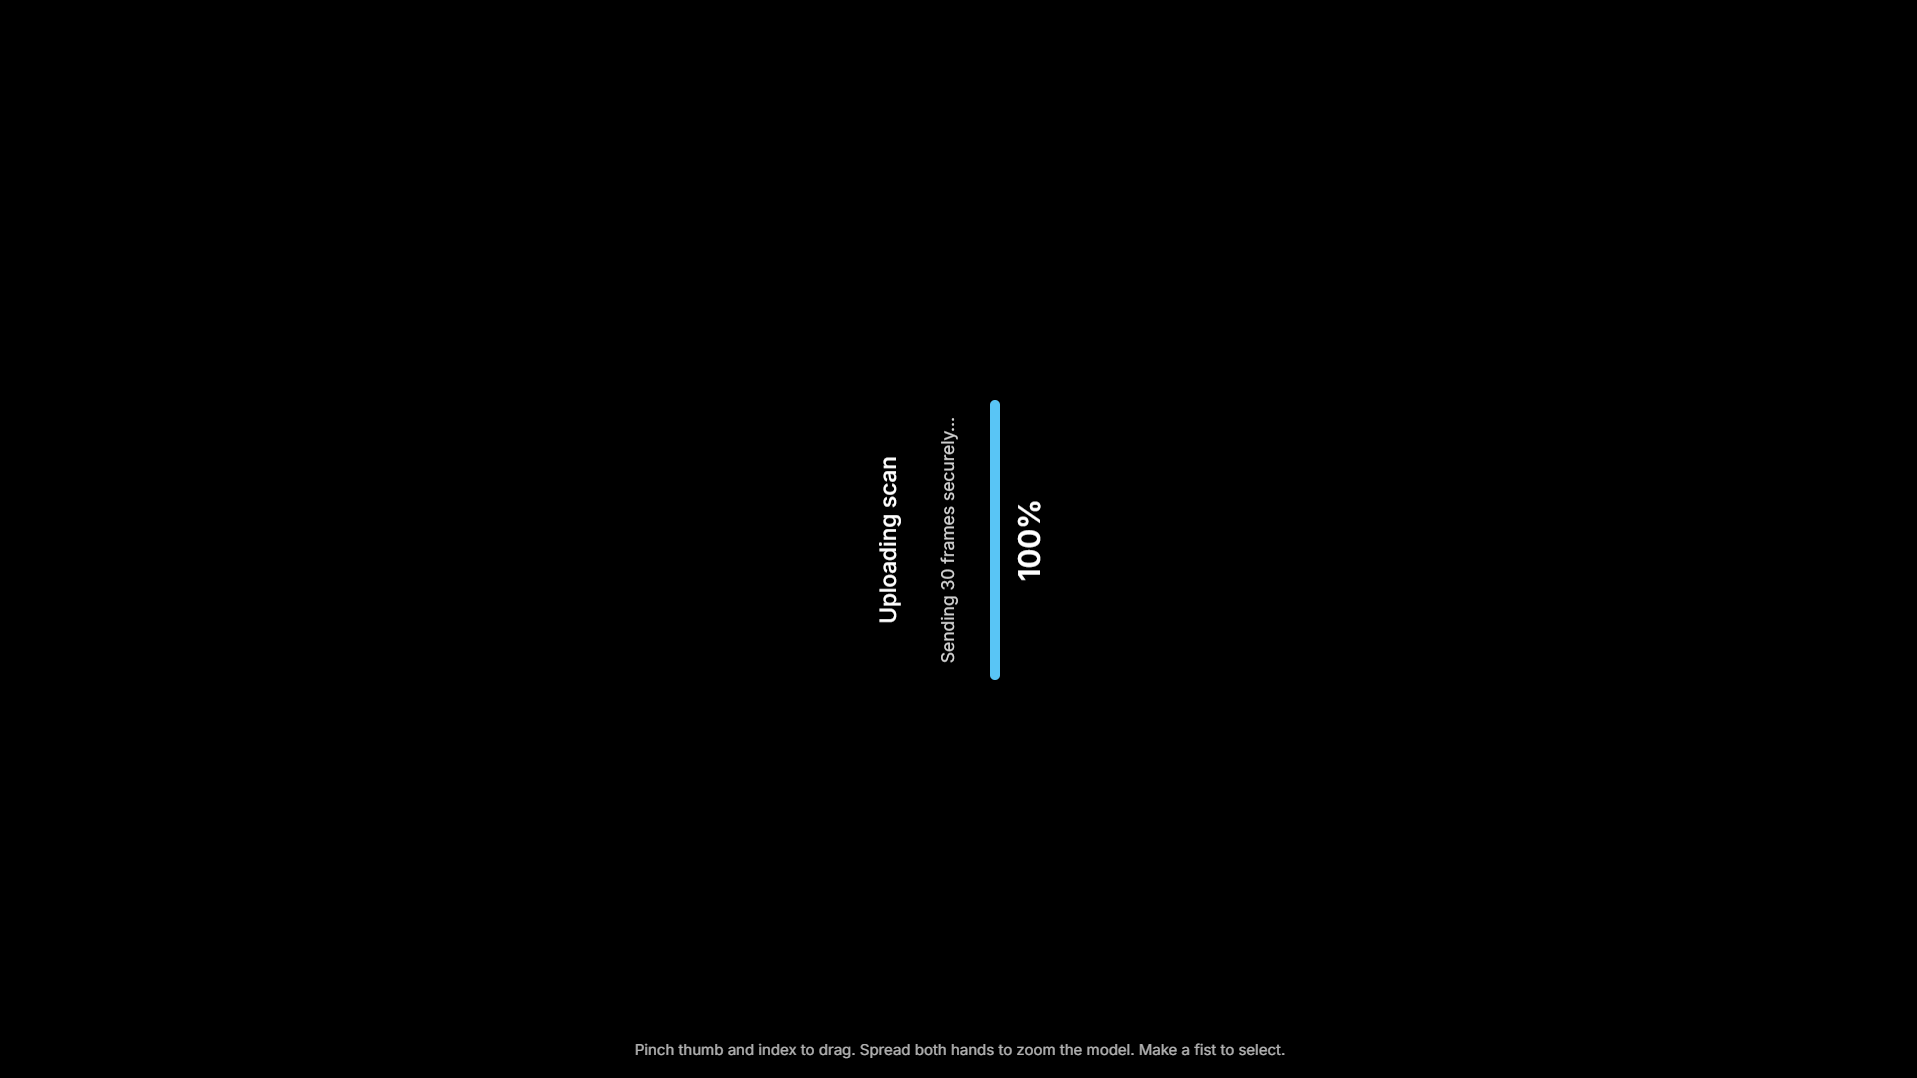 Uploading scan
Sending 30 frames securely...
100%
Pinch thumb and index to drag. Spread both hands to zoom the model. Make a fist to select.